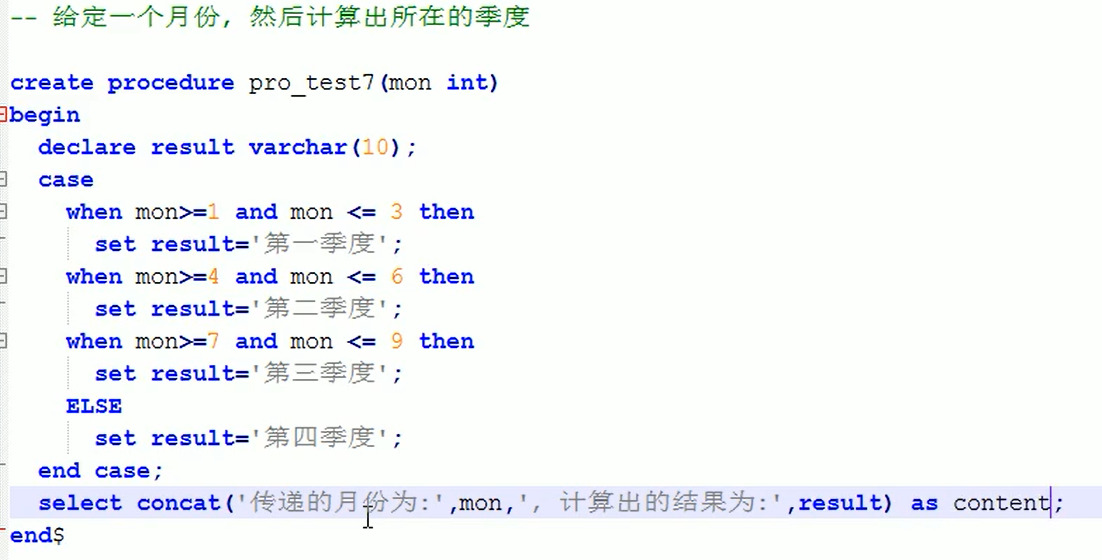 -- 给定一个月份, 然后计算出所在的季度
create procedure pro_test7(mon int)
begin
declare result varchar(10);
case
when mon>=1 and mon <= 3 then
set result='第一季度';
when mon>=4 and mon <= 6 then
set result='第二季度';
when mon>=7 and mon <= 9 then
set result='第三季度';
ELSE
set result='第四季度';
end case;
select concat('传递的月份为:',mon,', 计算出的结果为:',result) as content;
end$